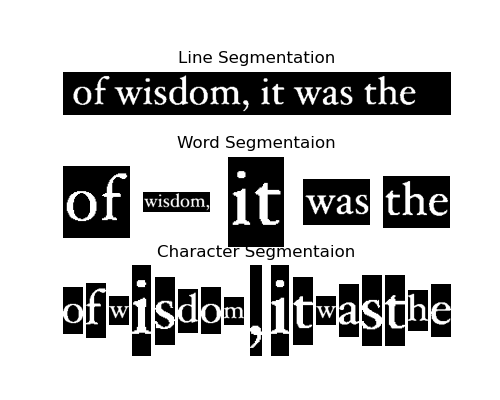 Line Segmentation
of wisdom, it was the
Word Segmentaion
of wisdom, it was the
Character Segmentaion
o f w i s d o m , i t w a s t h e